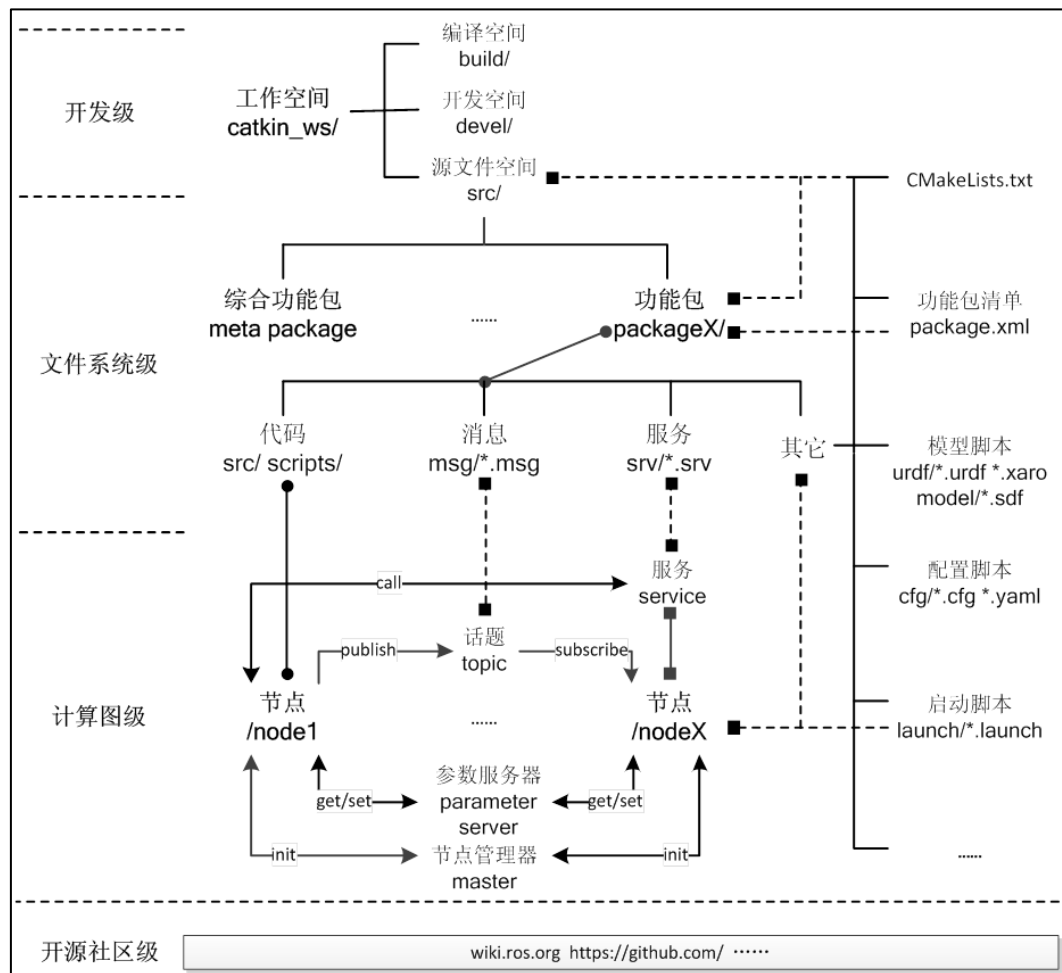 编译空间
build/
开发级
工作空间
catkin_ws/
开发空间
devel/
源文件空间
src/
CMakeLists.txt
文件系统级
综合功能包
meta package
……
功能包
packageX/
功能包清单
package.xml
代码
src/ scripts/
消息
msg/*.msg
服务
srv/*.srv
其它
模型脚本
urdf/*.urdf *.xaro
model/*.sdf
计算图级
call
服务
service
配置脚本
cfg/*.cfg *.yaml
publish
话题
topic
subscribe
节点
/node1
……
节点
/nodeX
启动脚本
launch/*.launch
get/set
参数服务器
parameter
server
get/set
init
节点管理器
master
init
……
开源社区级
wiki.ros.org https://github.com/ ……